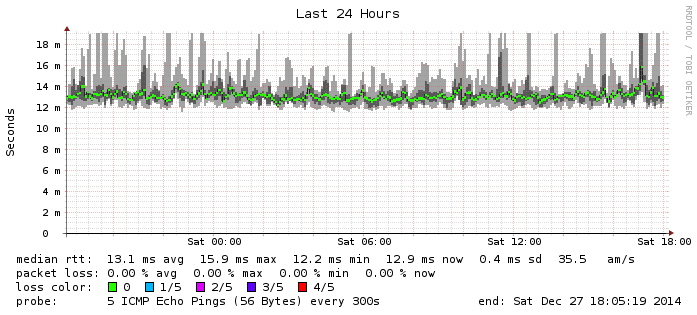 Last 24 Hours
RRDTOOL / TOBI OETIKER
Seconds
18 m
16 m
14 m
12 m
10 m
8 m
6 m
4 m
2 m
0
Sat 00:00 Sat 06:00 Sat 12:00 Sat 18:00
median rtt: 13.1 ms avg 15.9 ms max 12.2 ms min 12.9 ms now 0.4 ms sd 35.5 am/s
packet loss: 0.00 % avg 0.00 % max 0.00 % min 0.00 % now
loss color: 0 1/5 2/5 3/5 4/5
probe: 5 ICMP Echo Pings (56 Bytes) every 300s end: Sat Dec 27 18:05:19 2014